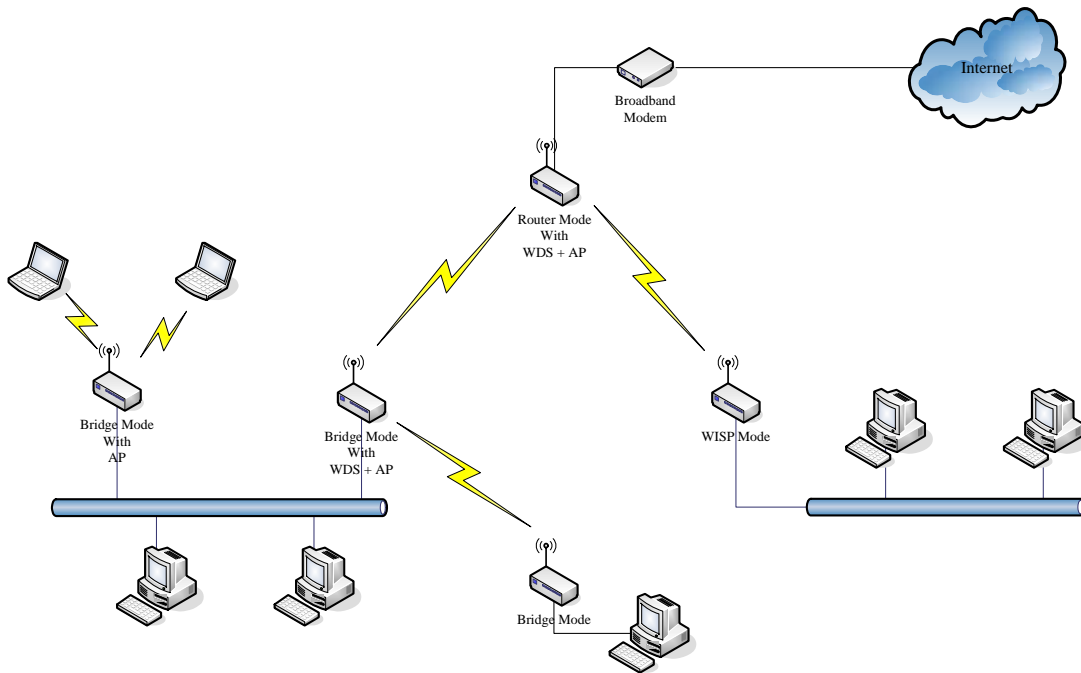 Internet
Broadband
Modem
Router Mode
With
WDS + AP
Bridge Mode
With
AP
Bridge Mode
With
WDS + AP
WISP Mode
Bridge Mode